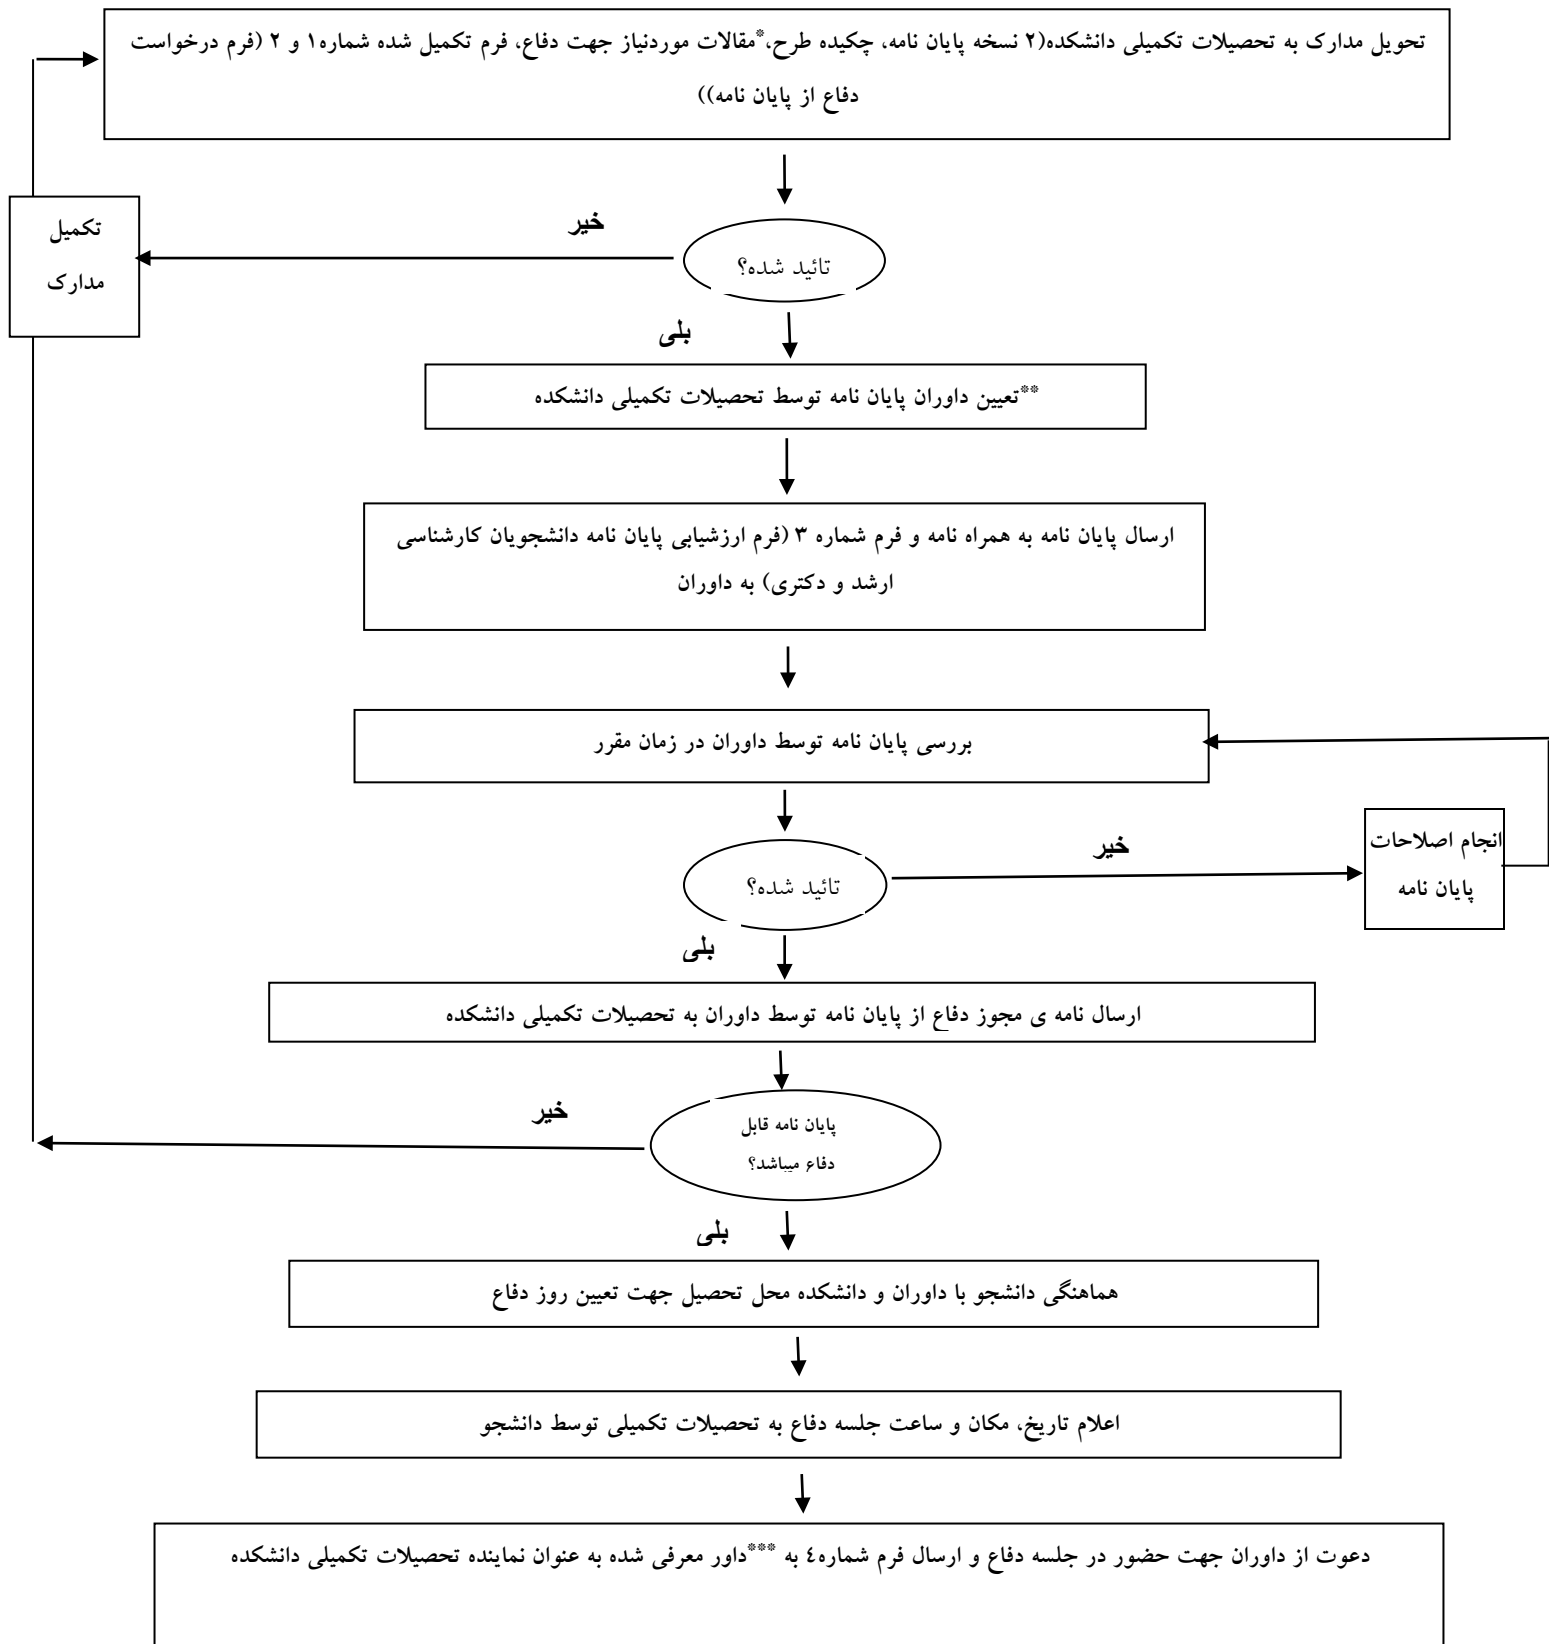 تحویل مدارک به تحصیلات تکمیلی دانشکده(۲ نسخه پایان نامه، چکیده طرح،*مقالات موردنیاز جهت دفاع، فرم تکمیل شده شماره۱ و ۲ (فرم درخواست
دفاع از پایان نامه))
تائید شده؟
خیر
تکمیل
مدارک
بلی
**تعیین داوران پایان نامه توسط تحصیلات تکمیلی دانشکده
ارسال پایان نامه به همراه نامه و فرم شماره ۳ (فرم ارزشیابی پایان نامه دانشجویان کارشناسی
ارشد و دکتری) به داوران
بررسی پایان نامه توسط داوران در زمان مقرر
تائید شده؟
خیر
انجام اصلاحات
پایان نامه
بلی
ارسال نامه ی مجوز دفاع از پایان نامه توسط داوران به تحصیلات تکمیلی دانشکده
پایان نامه قابل
دفاع میباشد؟
خیر
بلی
هماهنگی دانشجو با داوران و دانشکده محل تحصیل جهت تعیین روز دفاع
اعلام تاریخ، مکان و ساعت جلسه دفاع به تحصیلات تکمیلی توسط دانشجو
دعوت از داوران جهت حضور در جلسه دفاع و ارسال فرم شماره٤ به ***داور معرفی شده به عنوان نماینده تحصیلات تکمیلی دانشکده